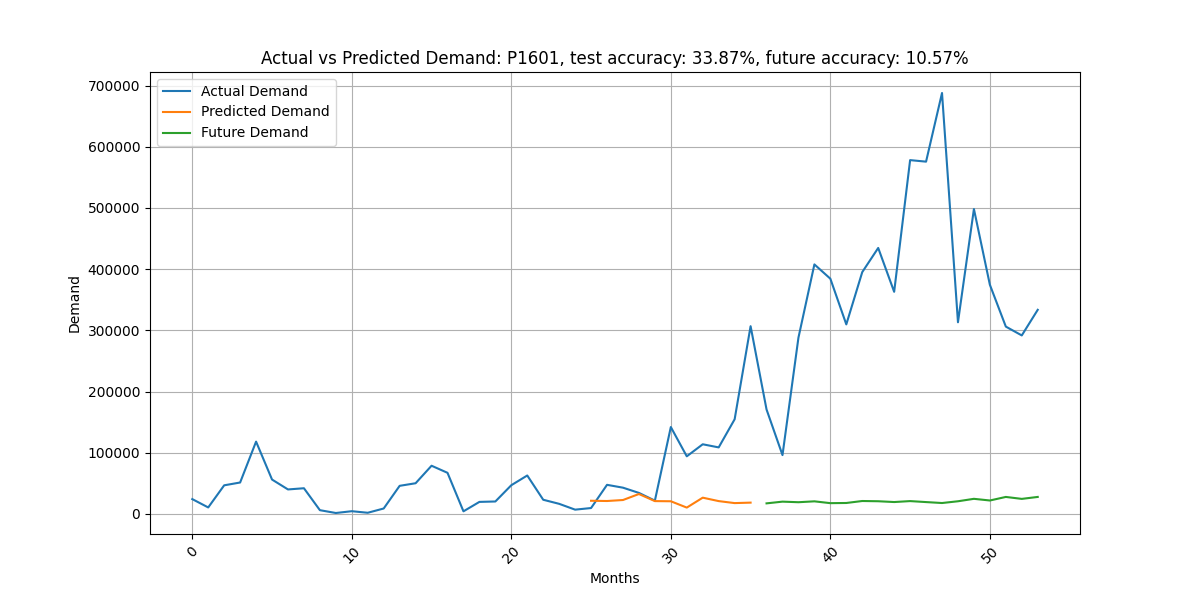 Actual vs Predicted Demand: P1601, test accuracy: 33.87%, future accuracy: 10.57%
Actual Demand
Predicted Demand
Future Demand
700000
600000
500000
400000
300000
200000
100000
0
Demand
0
10
20
30
40
50
Months